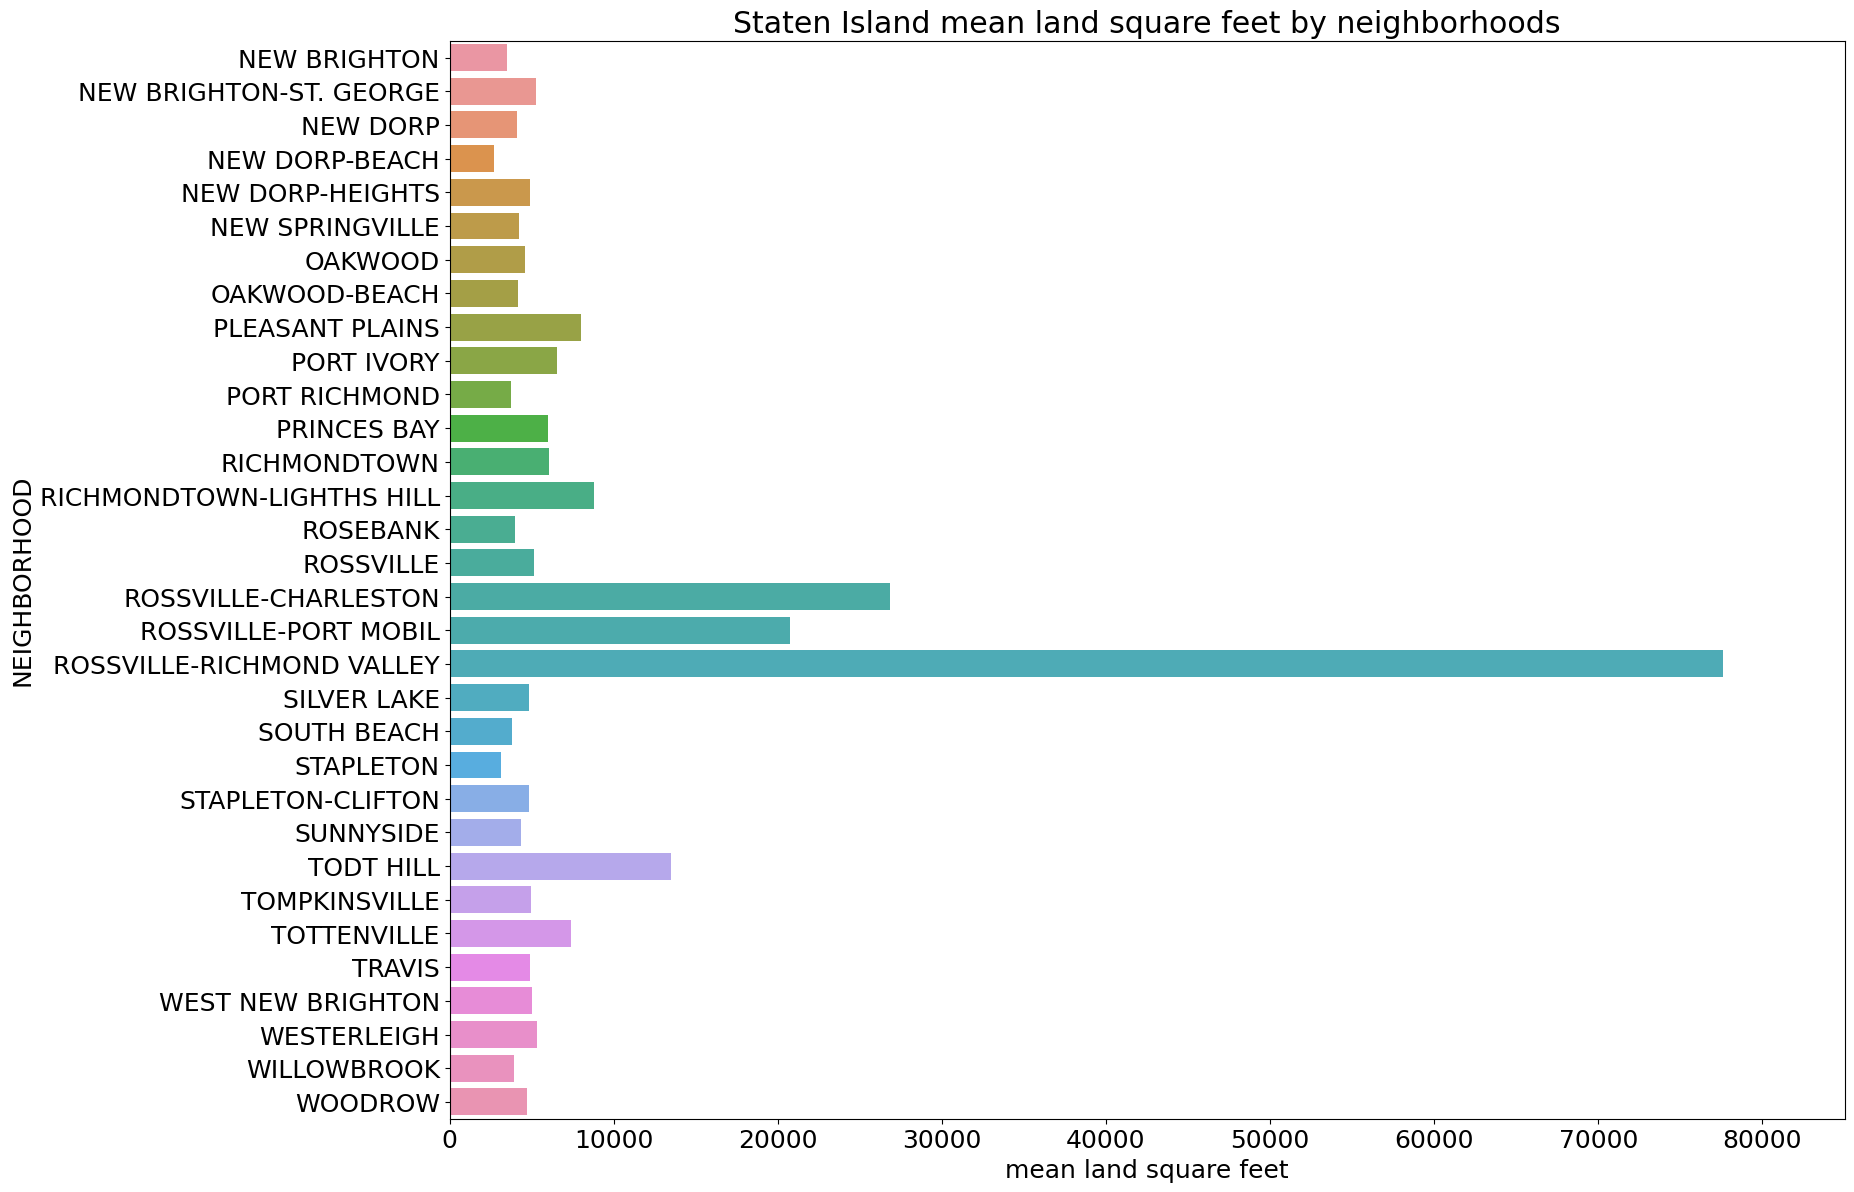 Staten Island mean land square feet by neighborhoods
NEW BRIGHTON
NEW BRIGHTON-ST. GEORGE
NEW DORP
NEW DORP-BEACH
NEW DORP-HEIGHTS
NEW SPRINGVILLE
OAKWOOD
OAKWOOD-BEACH
PLEASANT PLAINS
PORT IVORY
PORT RICHMOND
PRINCES BAY
RICHMONDTOWN
RICHMONDTOWN-LIGHTHS HILL
ROSEBANK
ROSSVILLE
ROSSVILLE-CHARLESTON
ROSSVILLE-PORT MOBIL
ROSSVILLE-RICHMOND VALLEY
SILVER LAKE
SOUTH BEACH
STAPLETON
STAPLETON-CLIFTON
SUNNYSIDE
TODT HILL
TOMPKINSVILLE
TOTTENVILLE
TRAVIS
WEST NEW BRIGHTON
WESTERLEIGH
WILLOWBROOK
WOODROW
NEIGHBORHOOD
0 10000 20000 30000 40000 50000 60000 70000 80000
mean land square feet